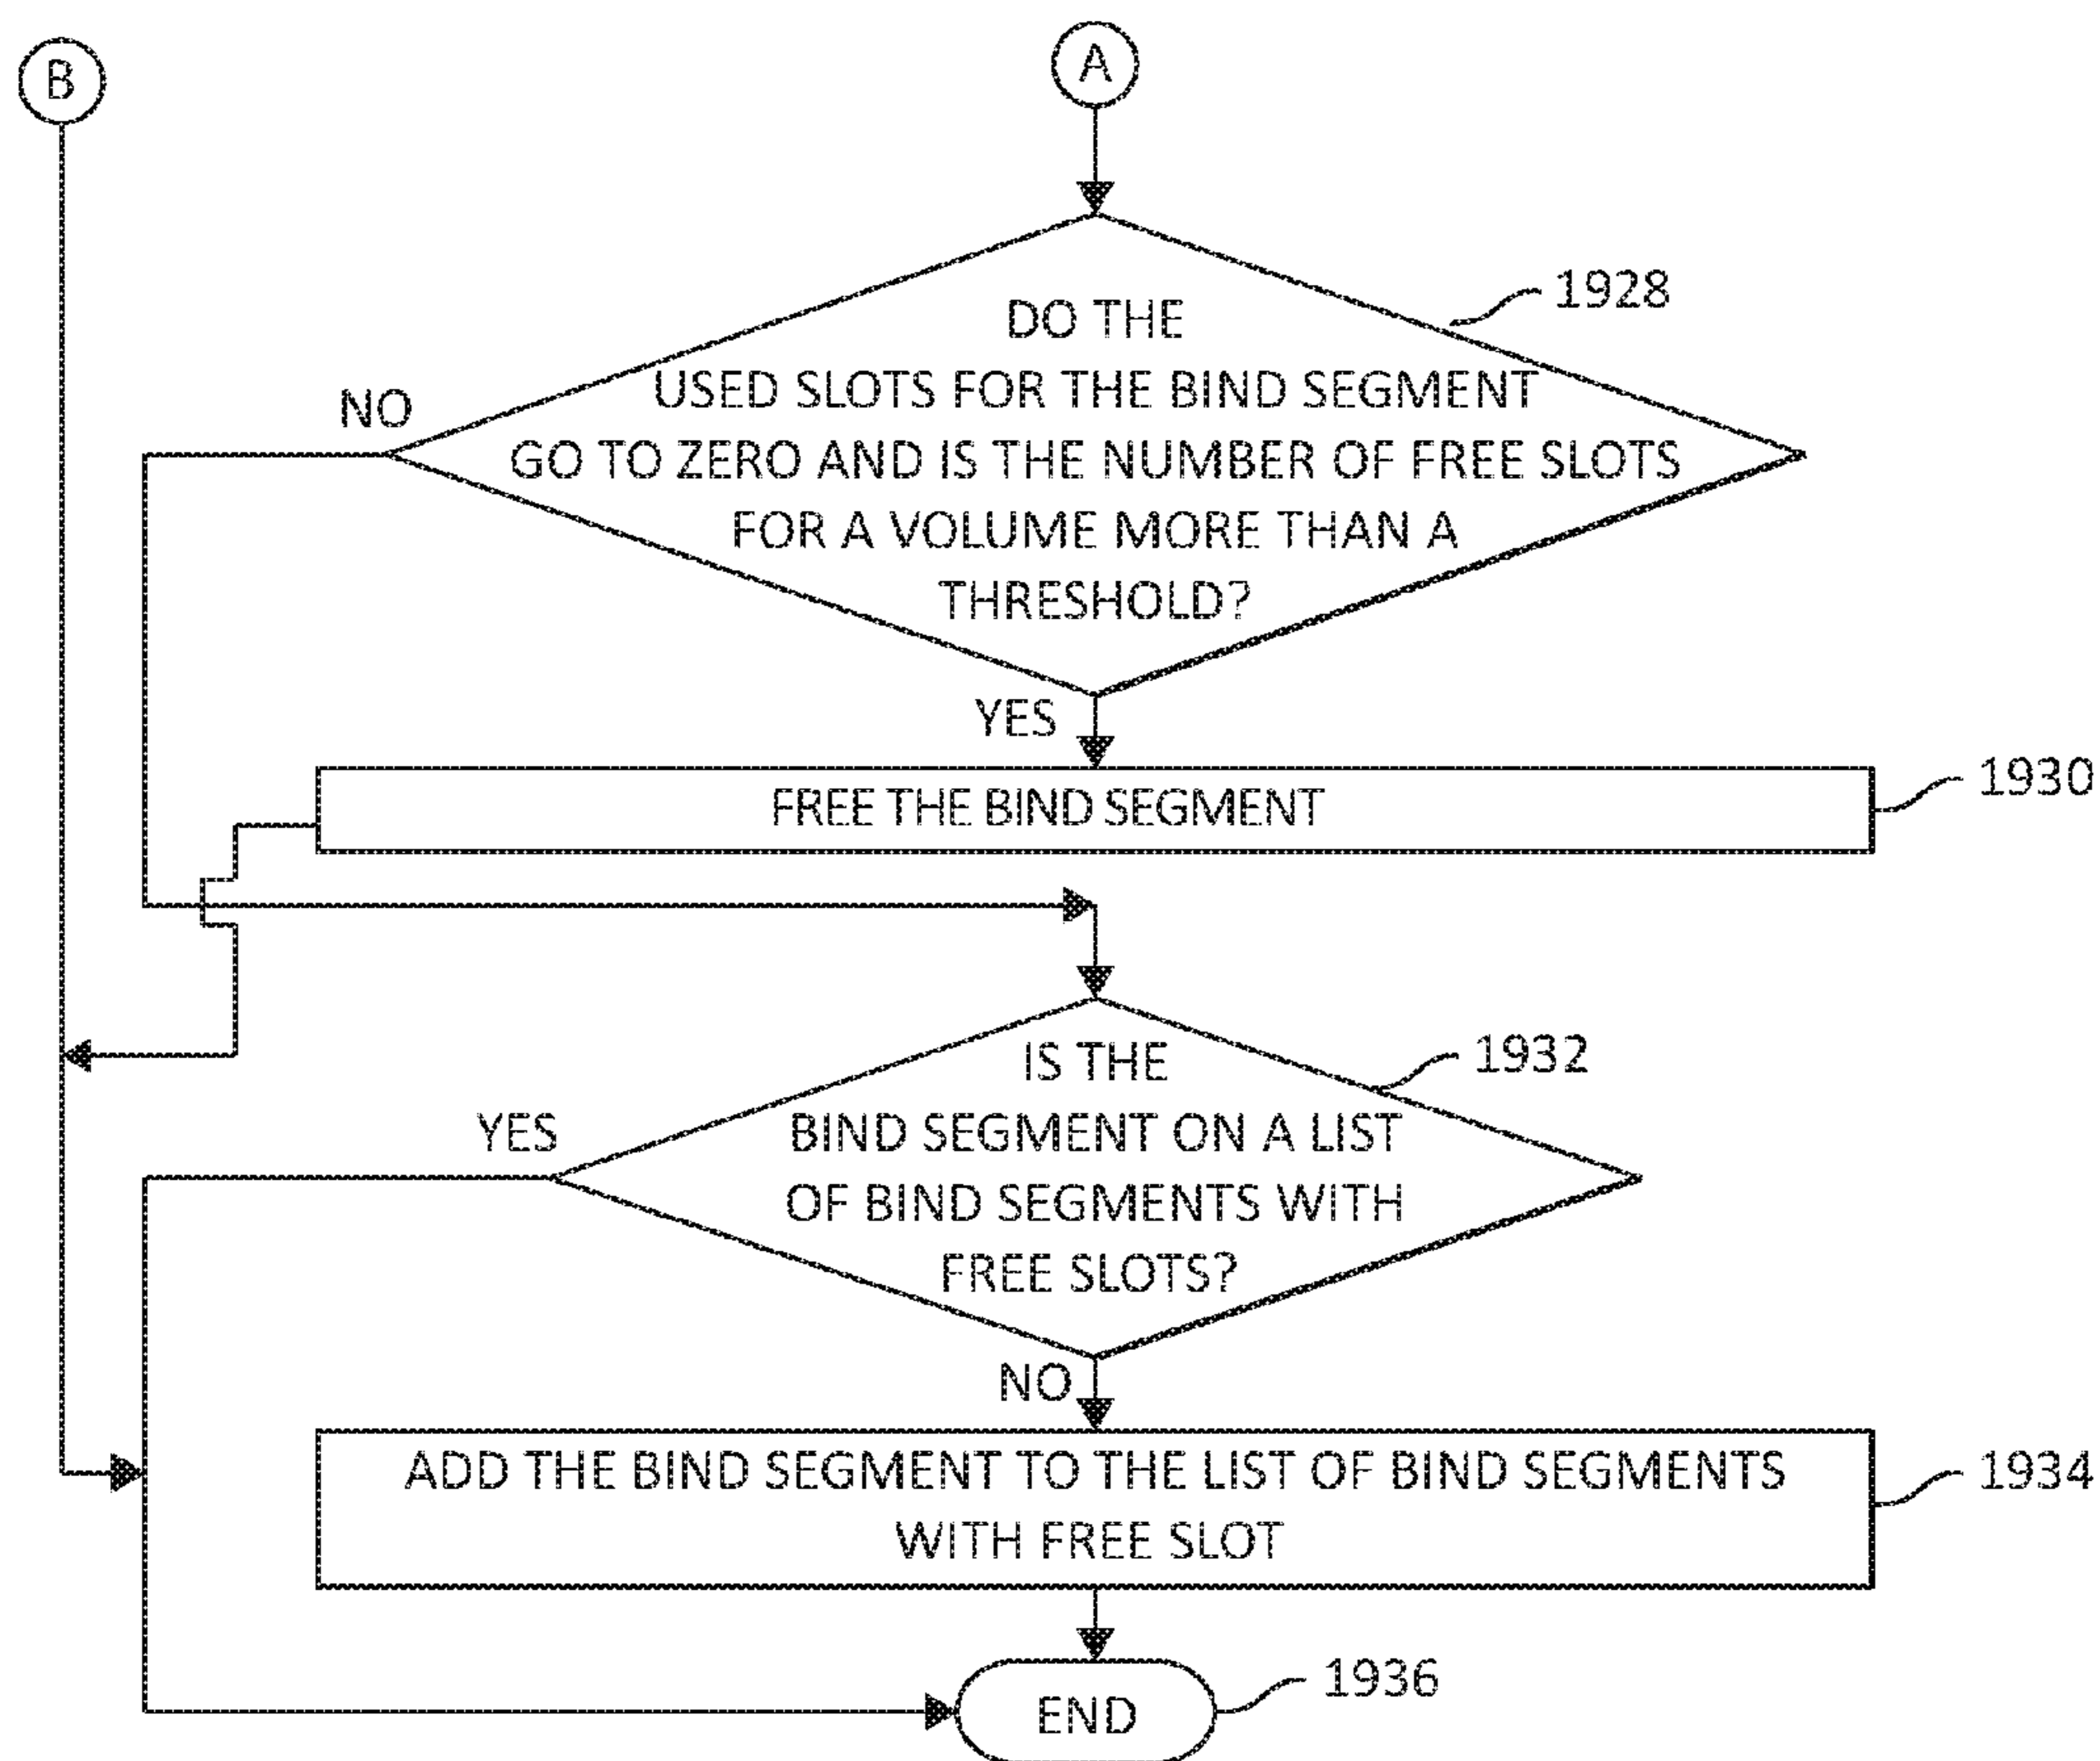 B
A
1928
DO THE
USED SLOTS FOR THE BIND SEGMENT
GO TO ZERO AND IS THE NUMBER OF FREE SLOTS
FOR A VOLUME MORE THAN A
THRESHOLD?
NO
YES
FREE THE BIND SEGMENT
1930
IS THE
BIND SEGMENT ON A LIST
OF BIND SEGMENTS WITH
FREE SLOTS?
1932
YES
NO
ADD THE BIND SEGMENT TO THE LIST OF BIND SEGMENTS
WITH FREE SLOT
1934
END
1936